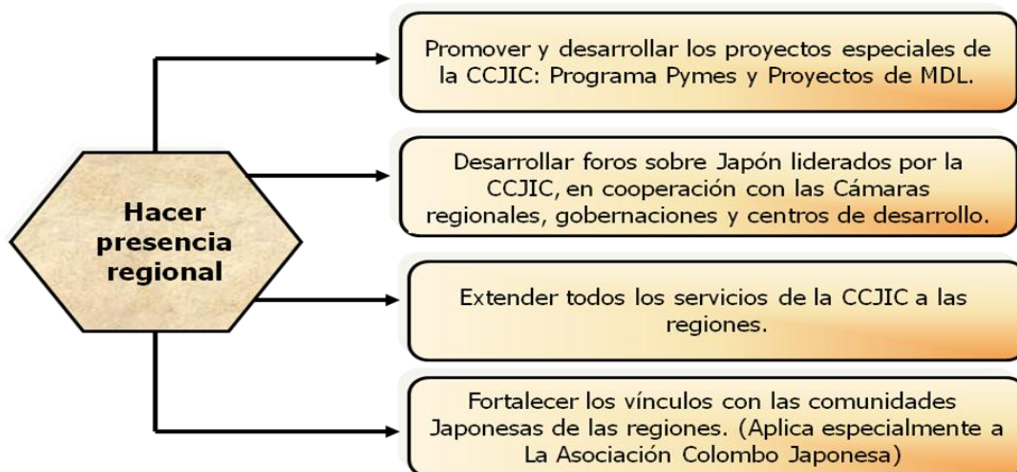 Hacer
presencia
regional
Promover y desarrollar los proyectos especiales de
la CCJIC: Programa Pymes y Proyectos de MDL.
Desarrollar foros sobre Japón liderados por la
CCJIC, en cooperación con las Cámaras
regionales, gobernaciones y centros de desarrollo.
Extender todos los servicios de la CCJIC a las
regiones.
Fortalecer los vínculos con las comunidades
Japonesas de las regiones. (Aplica especialmente a
La Asociación Colombo Japonesa)